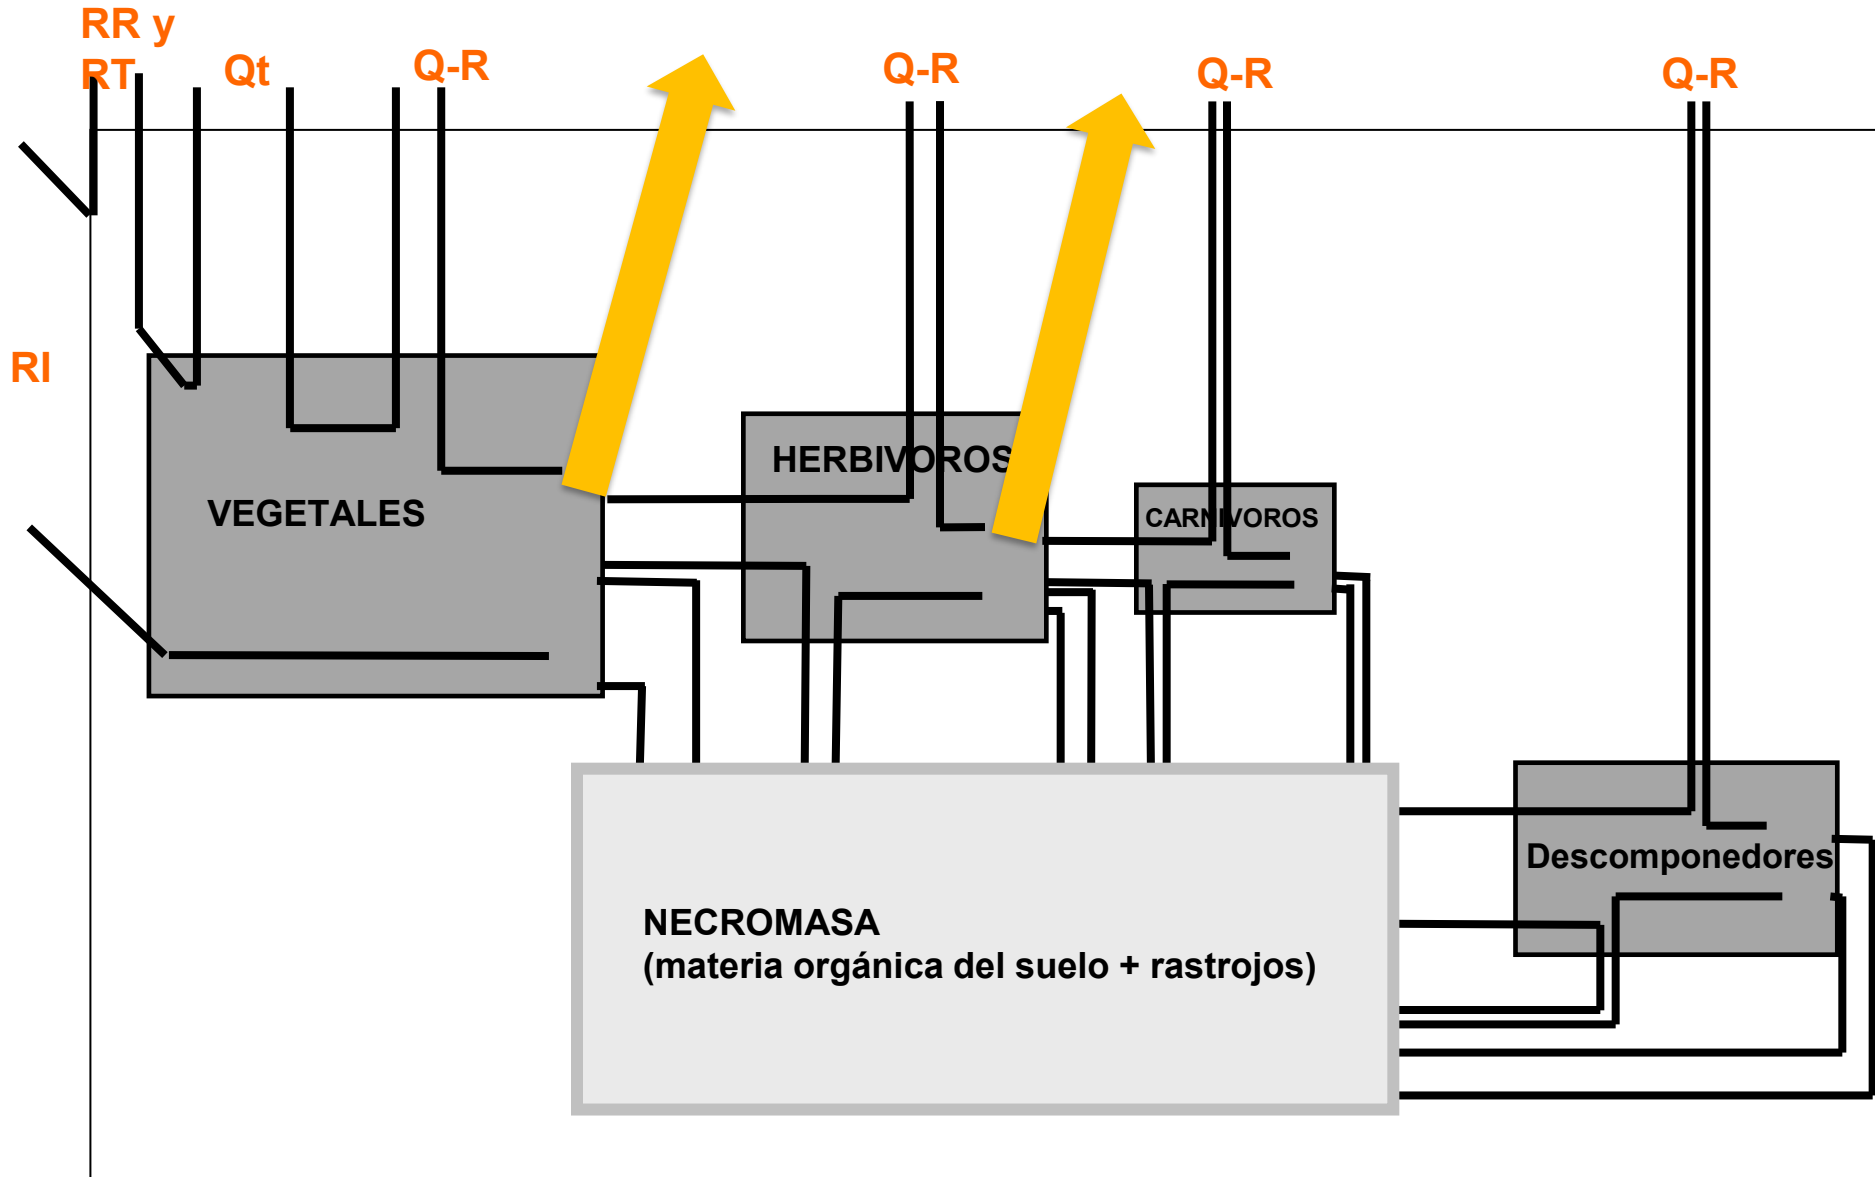 RR y
RT
Qt
Q-R
Q-R
Q-R
Q-R
RI
HERBIVOROS
VEGETALES
CARNIVOROS
Descomponedores
NECROMASA
(materia orgánica del suelo + rastrojos)